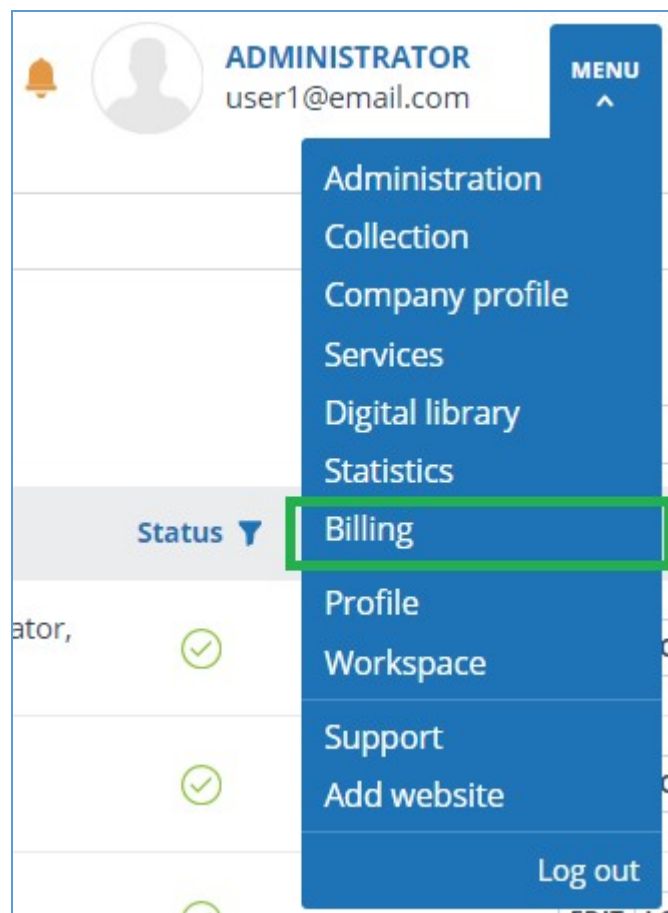 ADMINISTRATOR
user1@email.com
MENU
Administration
Collection
Company profile
Services
Digital library
Statistics
Status
Billing
Profile
ator,
Workspace
Support
Add website
Log out